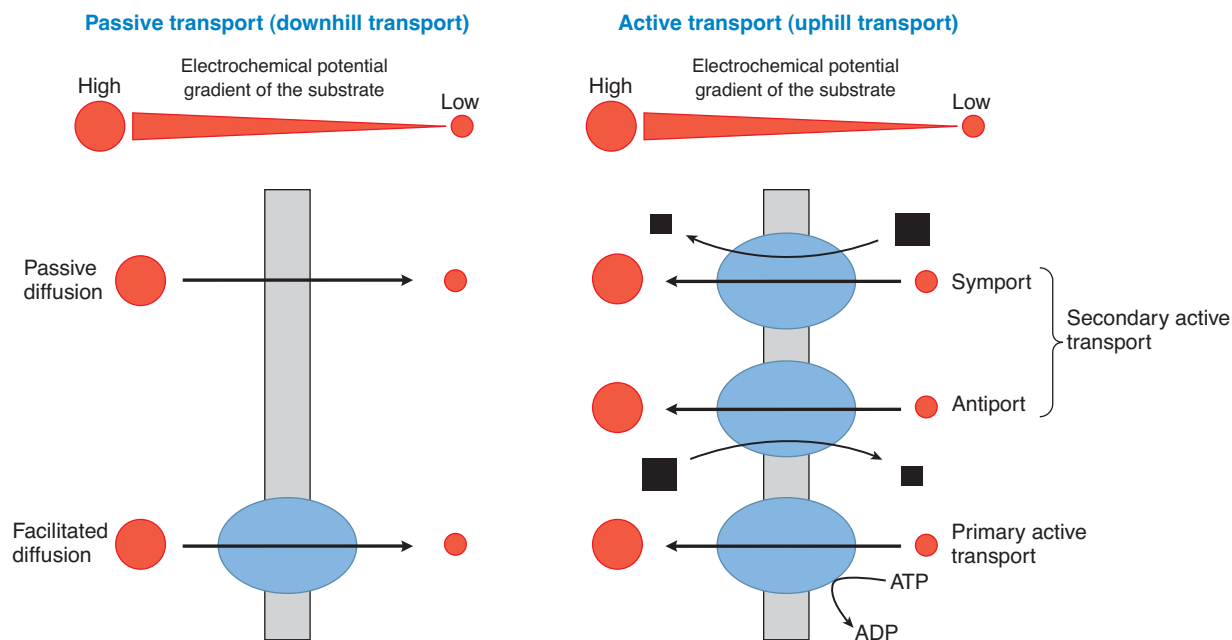 Passive transport (downhill transport)
Electrochemical potential
gradient of the substrate
High
Low
Passive
diffusion
Facilitated
diffusion
Active transport (uphill transport)
Electrochemical potential
gradient of the substrate
High
Low
Symport
Secondary active
transport
Antiport
Primary active
transport
ATP
ADP